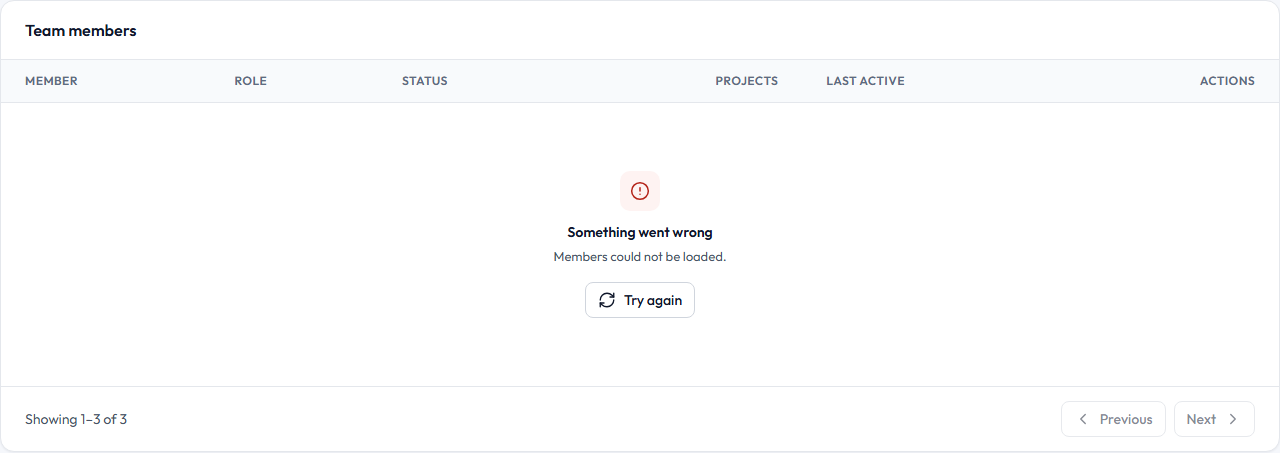 Team members
MEMBER ROLE STATUS PROJECTS LAST ACTIVE ACTIONS
Something went wrong
Members could not be loaded.
Try again
Showing 1–3 of 3 Previous Next